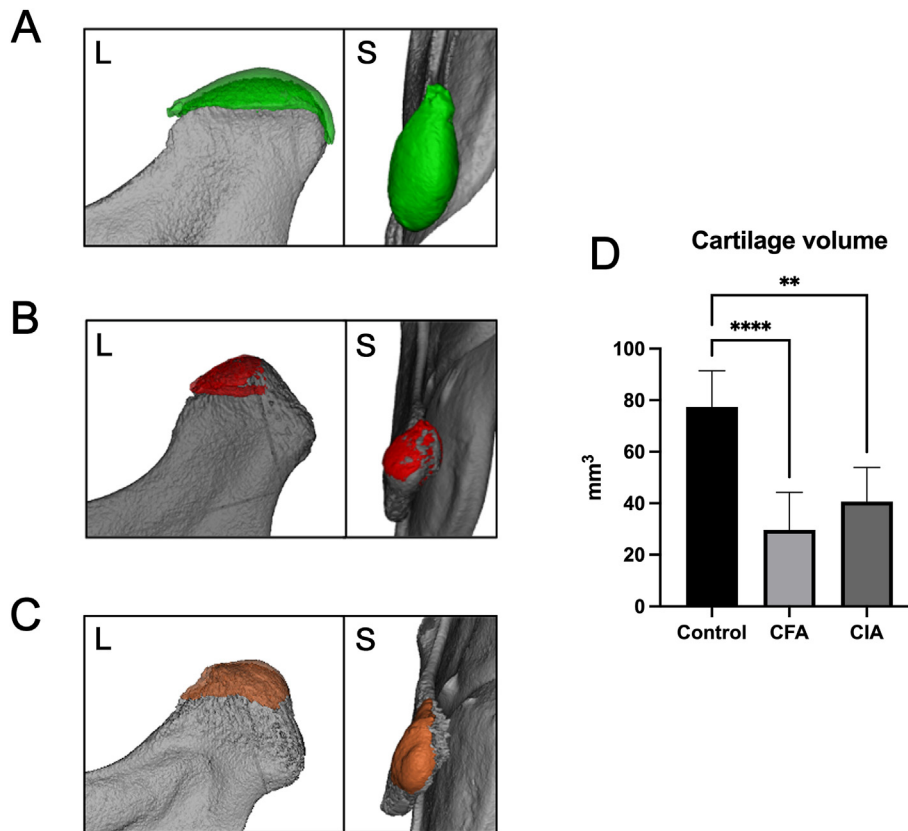 A
L
S
B
L
S
C
L
S
D
Cartilage volume
**
****
mm³
100
80
60
40
20
0
Control CFA CIA